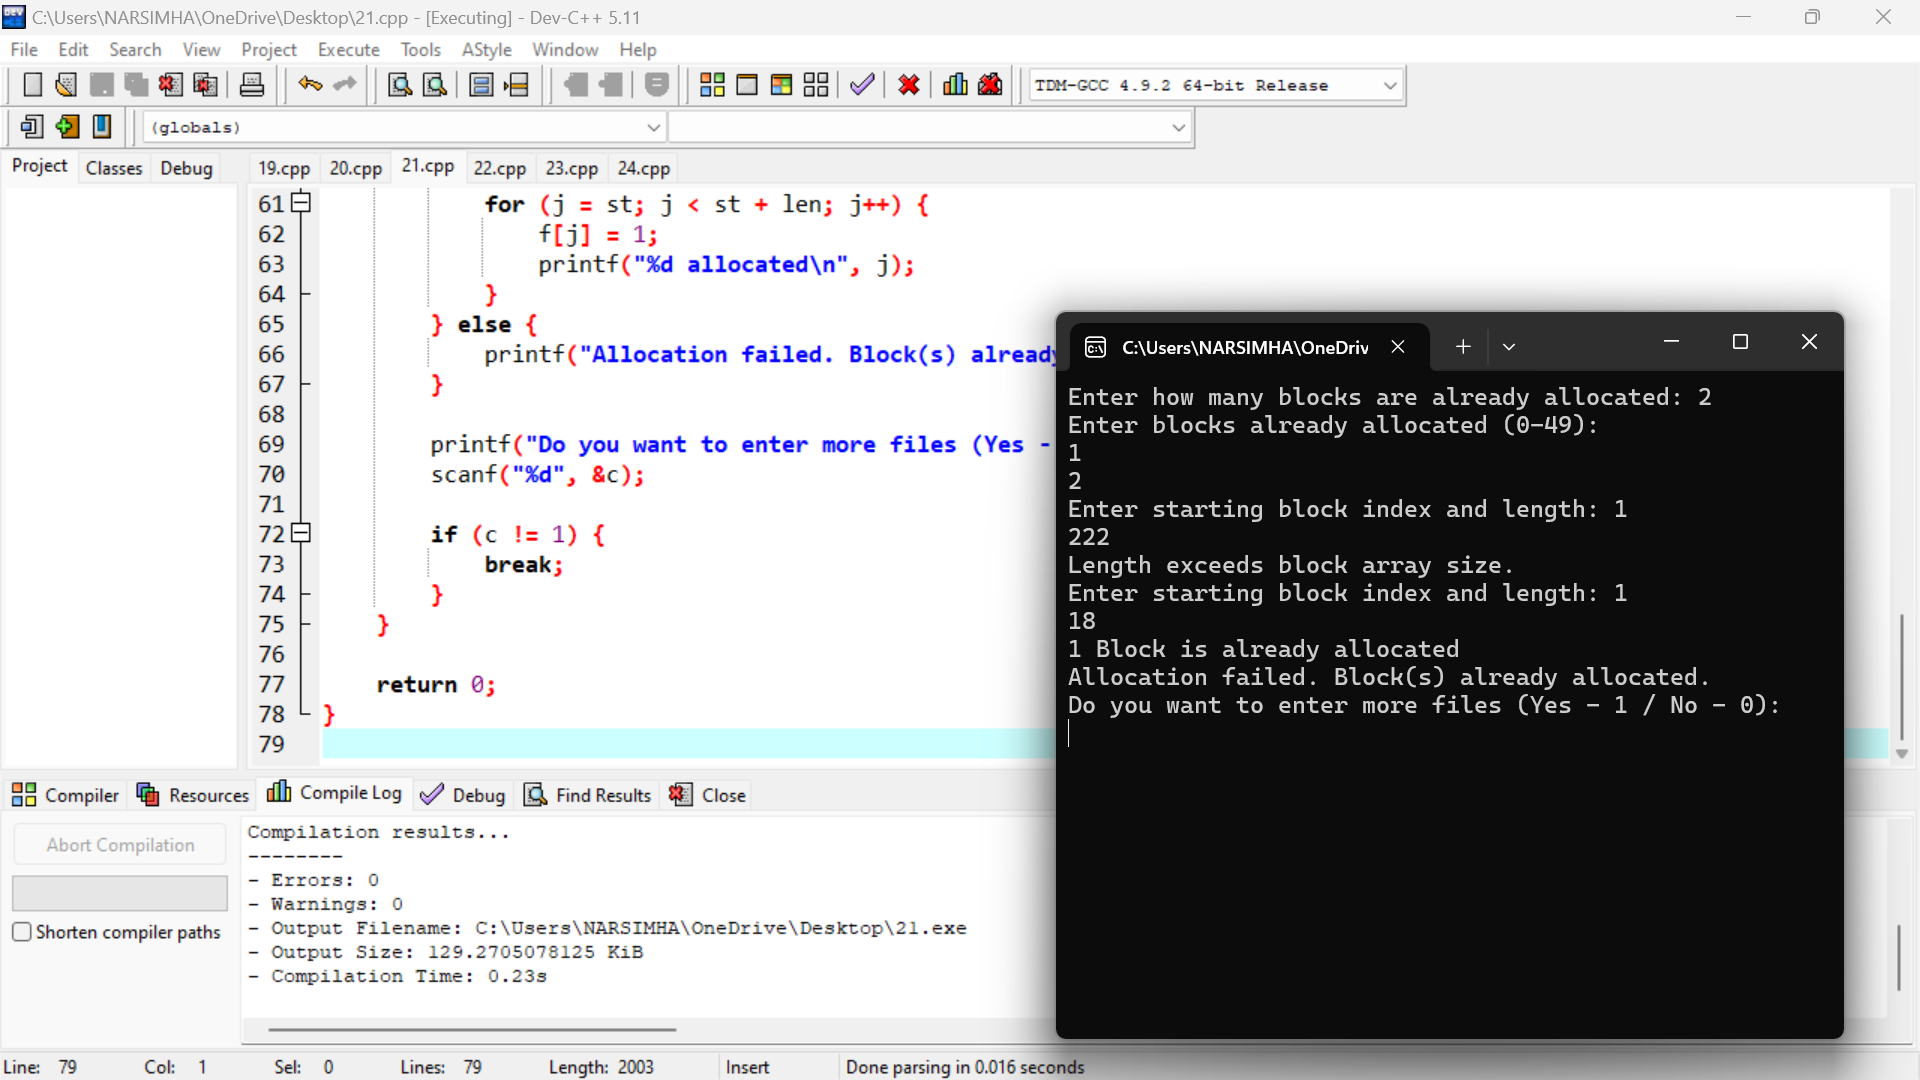 C:\Users\NARSIMHA\OneDrive\Desktop\21.cpp - [Executing] - Dev-C++ 5.11
File Edit Search View Project Execute Tools AStyle Window Help
TDM-GCC 4.9.2 64-bit Release
(globals)
Project Classes Debug 19.cpp 20.cpp 21.cpp 22.cpp 23.cpp 24.cpp
61 for (j = st; j < st + len; j++) {
62 f[j] = 1;
63 printf("%d allocated\n", j);
64 }
65 } else {
66 printf("Allocation failed. Block(s) already
67 }
68
69 printf("Do you want to enter more files (Yes -
70 scanf("%d", &c);
71
72 if (c != 1) {
73 break;
74 }
75 }
76
77 return 0;
78 }
79
C:\Users\NARSIMHA\OneDriv
Enter how many blocks are already allocated: 2
Enter blocks already allocated (0-49):
1
2
Enter starting block index and length: 1
222
Length exceeds block array size.
Enter starting block index and length: 1
18
1 Block is already allocated
Allocation failed. Block(s) already allocated.
Do you want to enter more files (Yes - 1 / No - 0):
Compiler Resources Compile Log Debug Find Results Close
Abort Compilation
Shorten compiler paths
Compilation results...
--------
- Errors: 0
- Warnings: 0
- Output Filename: C:\Users\NARSIMHA\OneDrive\Desktop\21.exe
- Output Size: 129.2705078125 KiB
- Compilation Time: 0.23s
Line: 79 Col: 1 Sel: 0 Lines: 79 Length: 2003 Insert Done parsing in 0.016 seconds